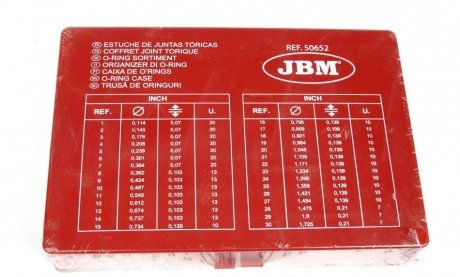 ES ESTUCHE DE JUNTAS TÓRICAS
COFFRET JOINT TORIQUE
O-RING SORTIMENT
IT ORGANIZER DI O-RING
CAIXA DE O'RINGS
O-RING CASE
TRUSĂ DE ORINGURI
REF. 50652
JBM®
INCH
REF. U.
1 0,114 0,07 20
2 0,145 0,07 20
3 0,176 0,07 20
4 0,208 0,07 20
5 0,239 0,07 20
6 0,301 0,07 20
7 0,364 0,07 20
8 0,362 0,103 13
9 0,424 0,103 13
10 0,487 0,103 13
11 0,549 0,103 13
12 0,612 0,103 13
13 0,674 0,103 13
14 0,737 0,103 13
15 0,734 0,139 10
INCH
REF. U.
16 0,796 0,139 10
17 0,859 0,139 10
18 0,921 0,139 10
19 0,984 0,139 10
20 1,046 0,139 10
21 1,109 0,139 10
22 1,171 0,139 10
23 1,234 0,139 10
24 1,296 0,139 10
25 1,359 0,139 10
26 1,421 0,139 10
27 1,484 0,139 10
28 1,475 0,21 7
29 1,6 0,21 7
30 1,725 0,21 7